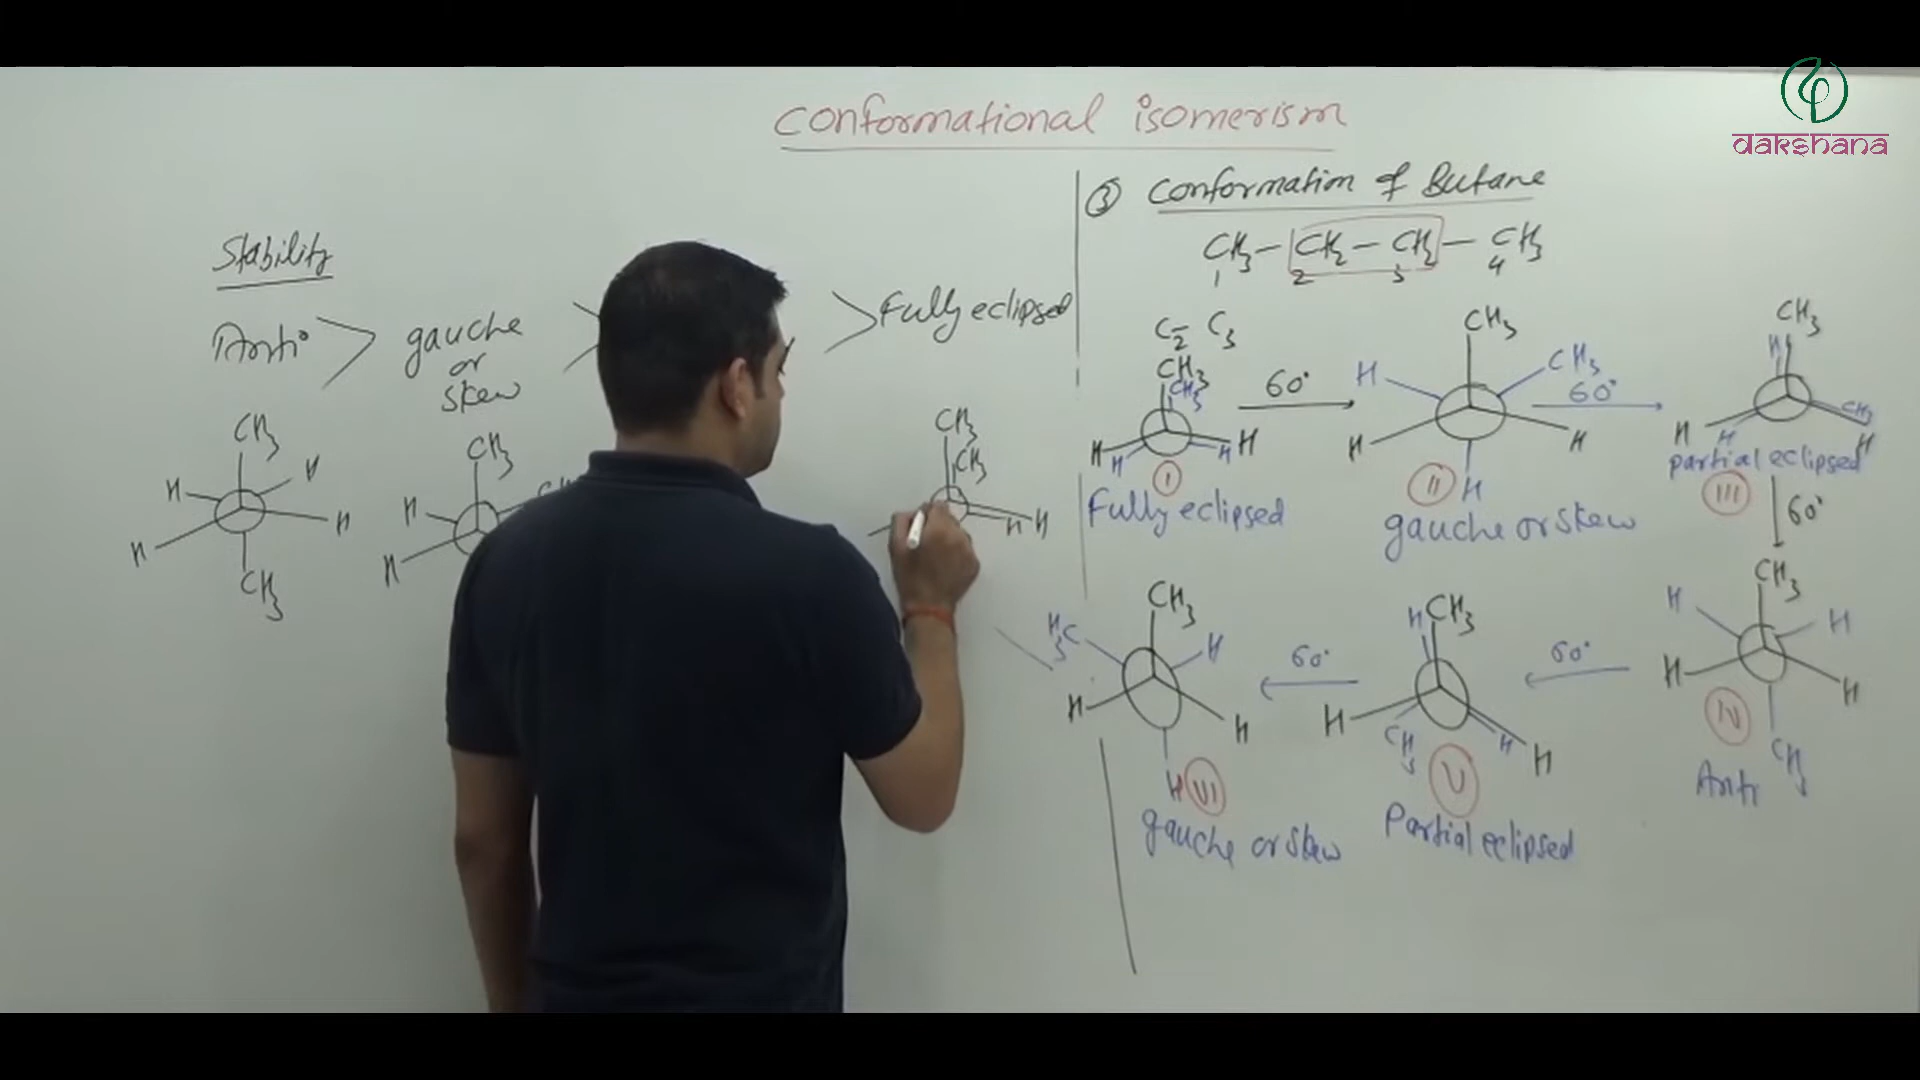 dakshana
Conformational isomerism
③ Conformation of Butane
CH3 - CH2 - CH2 - CH3
1 2 3 4
Stability
Anti > gauche or skew > > Fully eclipsed
CH3
H H
H H
CH3
CH3
H
H
CH3
CH3
H H
C2 C3
CH3
CH3
H H H H
I
Fully eclipsed
60°
CH3
H CH3
H H
H
II
gauche or skew
60°
CH3
H
H H CH3 H
partial eclipsed
III
60°
CH3
H H
H H
CH3
IV
Anti
60°
H CH3
H CH3 H H
V
Partial eclipsed
60°
CH3
H3C H
H H
H
VI
gauche or skew